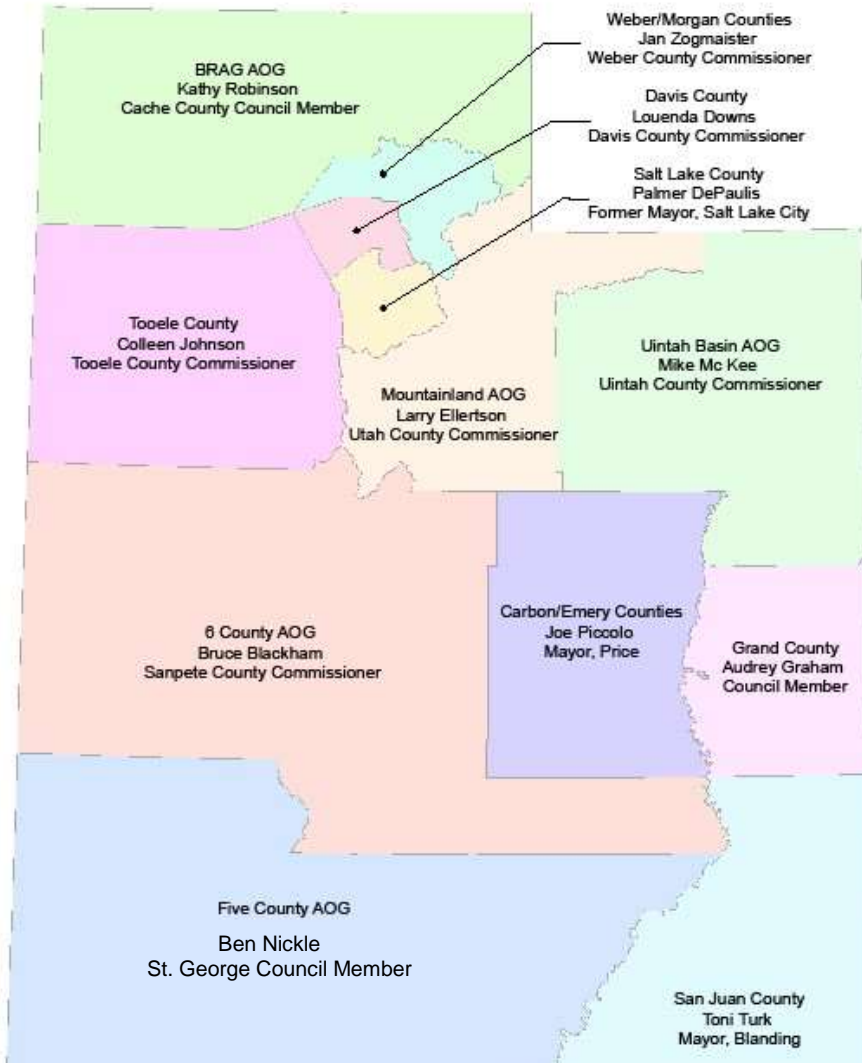 Weber/Morgan Counties
Jan Zogmaister
Weber County Commissioner
BRAG AOG
Kathy Robinson
Cache County Council Member
Davis County
Louenda Downs
Davis County Commissioner
Salt Lake County
Palmer DePaulis
Former Mayor, Salt Lake City
Tooele County
Colleen Johnson
Tooele County Commissioner
Uintah Basin AOG
Mike Mc Kee
Uintah County Commissioner
Mountainland AOG
Larry Ellertson
Utah County Commissioner
6 County AOG
Bruce Blackham
Sanpete County Commissioner
Carbon/Emery Counties
Joe Piccolo
Mayor, Price
Grand County
Audrey Graham
Council Member
Five County AOG
Ben Nickle
St. George Council Member
San Juan County
Toni Turk
Mayor, Blanding